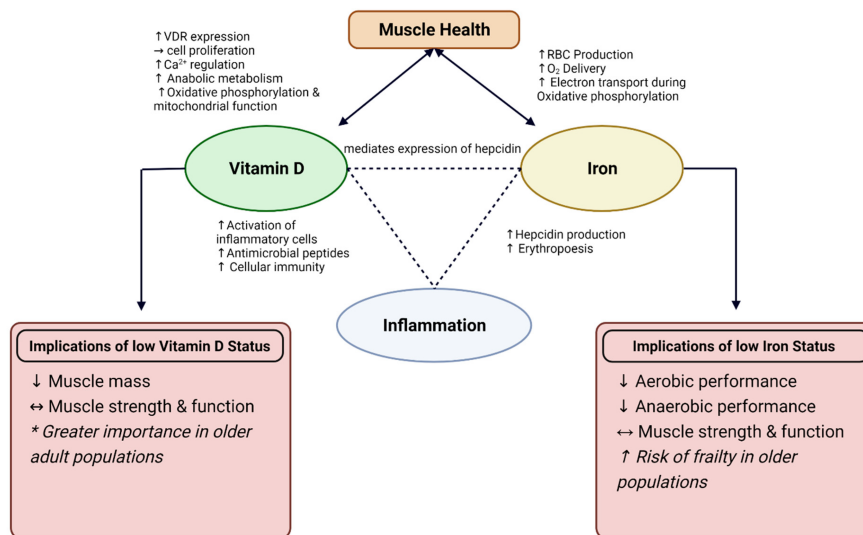 Muscle Health
↑VDR expression
→ cell proliferation
↑Ca²⁺ regulation
↑ Anabolic metabolism
↑Oxidative phosphorylation &
mitochondrial function
↑RBC Production
↑O₂ Delivery
↑ Electron transport during
Oxidative phosphorylation
mediates expression of hepcidin
Vitamin D
Iron
↑Activation of
inflammatory cells
↑Antimicrobial peptides
↑ Cellular immunity
↑Hepcidin production
↑ Erythropoesis
Inflammation
Implications of low Vitamin D Status
↓ Muscle mass
↔ Muscle strength & function
* Greater importance in older
adult populations
Implications of low Iron Status
↓ Aerobic performance
↓ Anaerobic performance
↔ Muscle strength & function
↑ Risk of frailty in older
populations